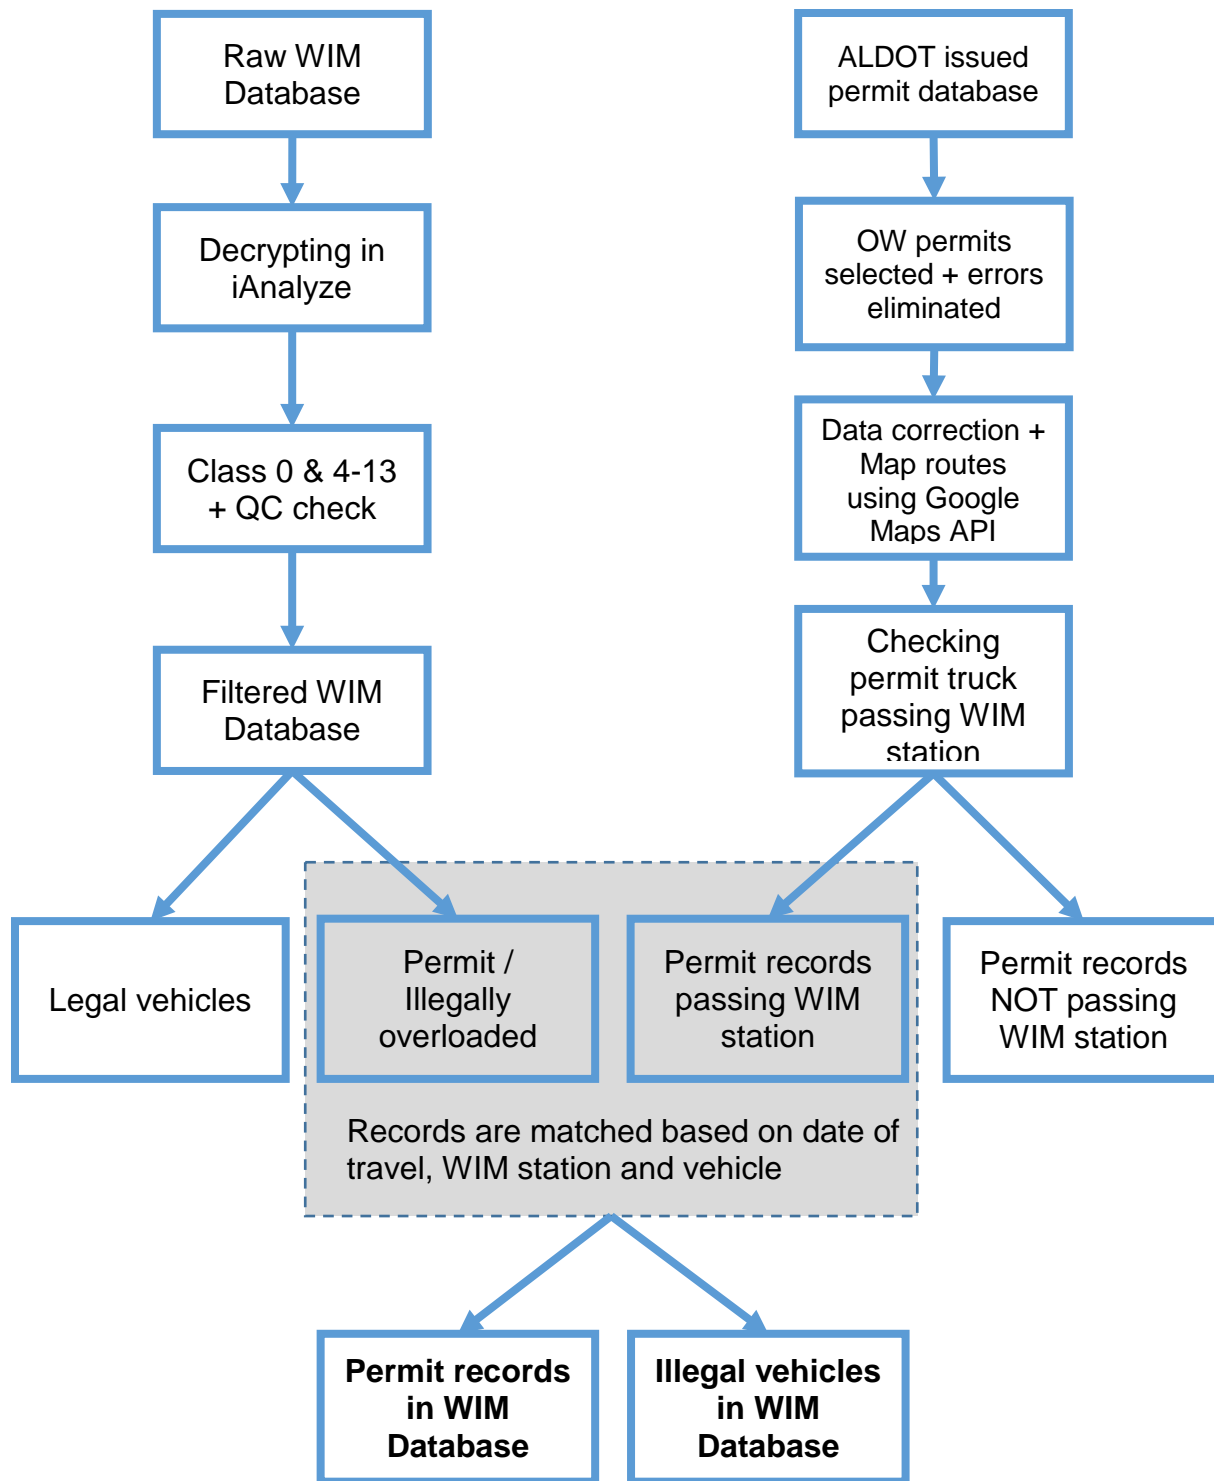 Raw WIM
Database
ALDOT issued
permit database
Decrypting in
iAnalyze
OW permits
selected + errors
eliminated
Class 0 & 4-13
+ QC check
Data correction +
Map routes
using Google
Maps API
Filtered WIM
Database
Checking
permit truck
passing WIM
station
Legal vehicles
Permit /
Illegally
overloaded
Permit records
passing WIM
station
Permit records
NOT passing
WIM station
Records are matched based on date of
travel, WIM station and vehicle
Permit records
in WIM
Database
Illegal vehicles
in WIM
Database